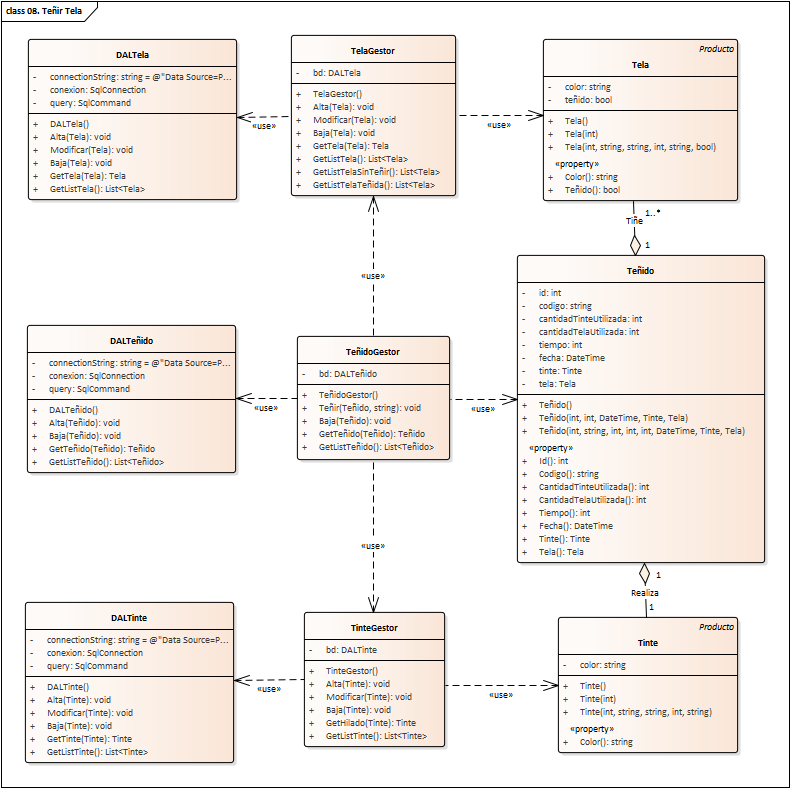 class 08. Teñir Tela
DALTela
- connectionString: string = @"Data Source=P...
- conexion: SqlConnection
- query: SqlCommand
+ DALTela()
+ Alta(Tela): void
+ Modificar(Tela): void
+ Baja(Tela): void
+ GetTela(Tela): Tela
+ GetListTela(): List<Tela>
«use»
TelaGestor
- bd: DALTela
+ TelaGestor()
+ Alta(Tela): void
+ Modificar(Tela): void
+ Baja(Tela): void
+ GetTela(Tela): Tela
+ GetListTela(): List<Tela>
+ GetListTelaSinTeñir(): List<Tela>
+ GetListTelaTeñida(): List<Tela>
«use»
Producto
Tela
- color: string
- teñido: bool
+ Tela()
+ Tela(int)
+ Tela(int, string, string, int, string, bool)
«property»
+ Color(): string
+ Teñido(): bool
1..*
Tiñe
1
«use»
DALTeñido
- connectionString: string = @"Data Source=P...
- conexion: SqlConnection
- query: SqlCommand
+ DALTeñido()
+ Alta(Teñido): void
+ Baja(Teñido): void
+ GetTeñido(Teñido): Teñido
+ GetListTeñido(): List<Teñido>
«use»
TeñidoGestor
- bd: DALTeñido
+ TeñidoGestor()
+ Teñir(Teñido, string): void
+ Baja(Teñido): void
+ GetTeñido(Teñido): Teñido
+ GetListTeñido(): List<Teñido>
«use»
Teñido
- id: int
- codigo: string
- cantidadTinteUtilizada: int
- cantidadTelaUtilizada: int
- tiempo: int
- fecha: DateTime
- tinte: Tinte
- tela: Tela
+ Teñido()
+ Teñido(int, int, DateTime, Tinte, Tela)
+ Teñido(int, string, int, int, int, DateTime, Tinte, Tela)
«property»
+ Id(): int
+ Codigo(): string
+ CantidadTinteUtilizada(): int
+ CantidadTelaUtilizada(): int
+ Tiempo(): int
+ Fecha(): DateTime
+ Tinte(): Tinte
+ Tela(): Tela
«use»
1
Realiza
1
DALTinte
- connectionString: string = @"Data Source=P...
- conexion: SqlConnection
- query: SqlCommand
+ DALTinte()
+ Alta(Tinte): void
+ Modificar(Tinte): void
+ Baja(Tinte): void
+ GetTinte(Tinte): Tinte
+ GetListTinte(): List<Tinte>
«use»
TinteGestor
- bd: DALTinte
+ TinteGestor()
+ Alta(Tinte): void
+ Modificar(Tinte): void
+ Baja(Tinte): void
+ GetHilado(Tinte): Tinte
+ GetListTinte(): List<Tinte>
«use»
Producto
Tinte
- color: string
+ Tinte()
+ Tinte(int)
+ Tinte(int, string, string, int, string)
«property»
+ Color(): string